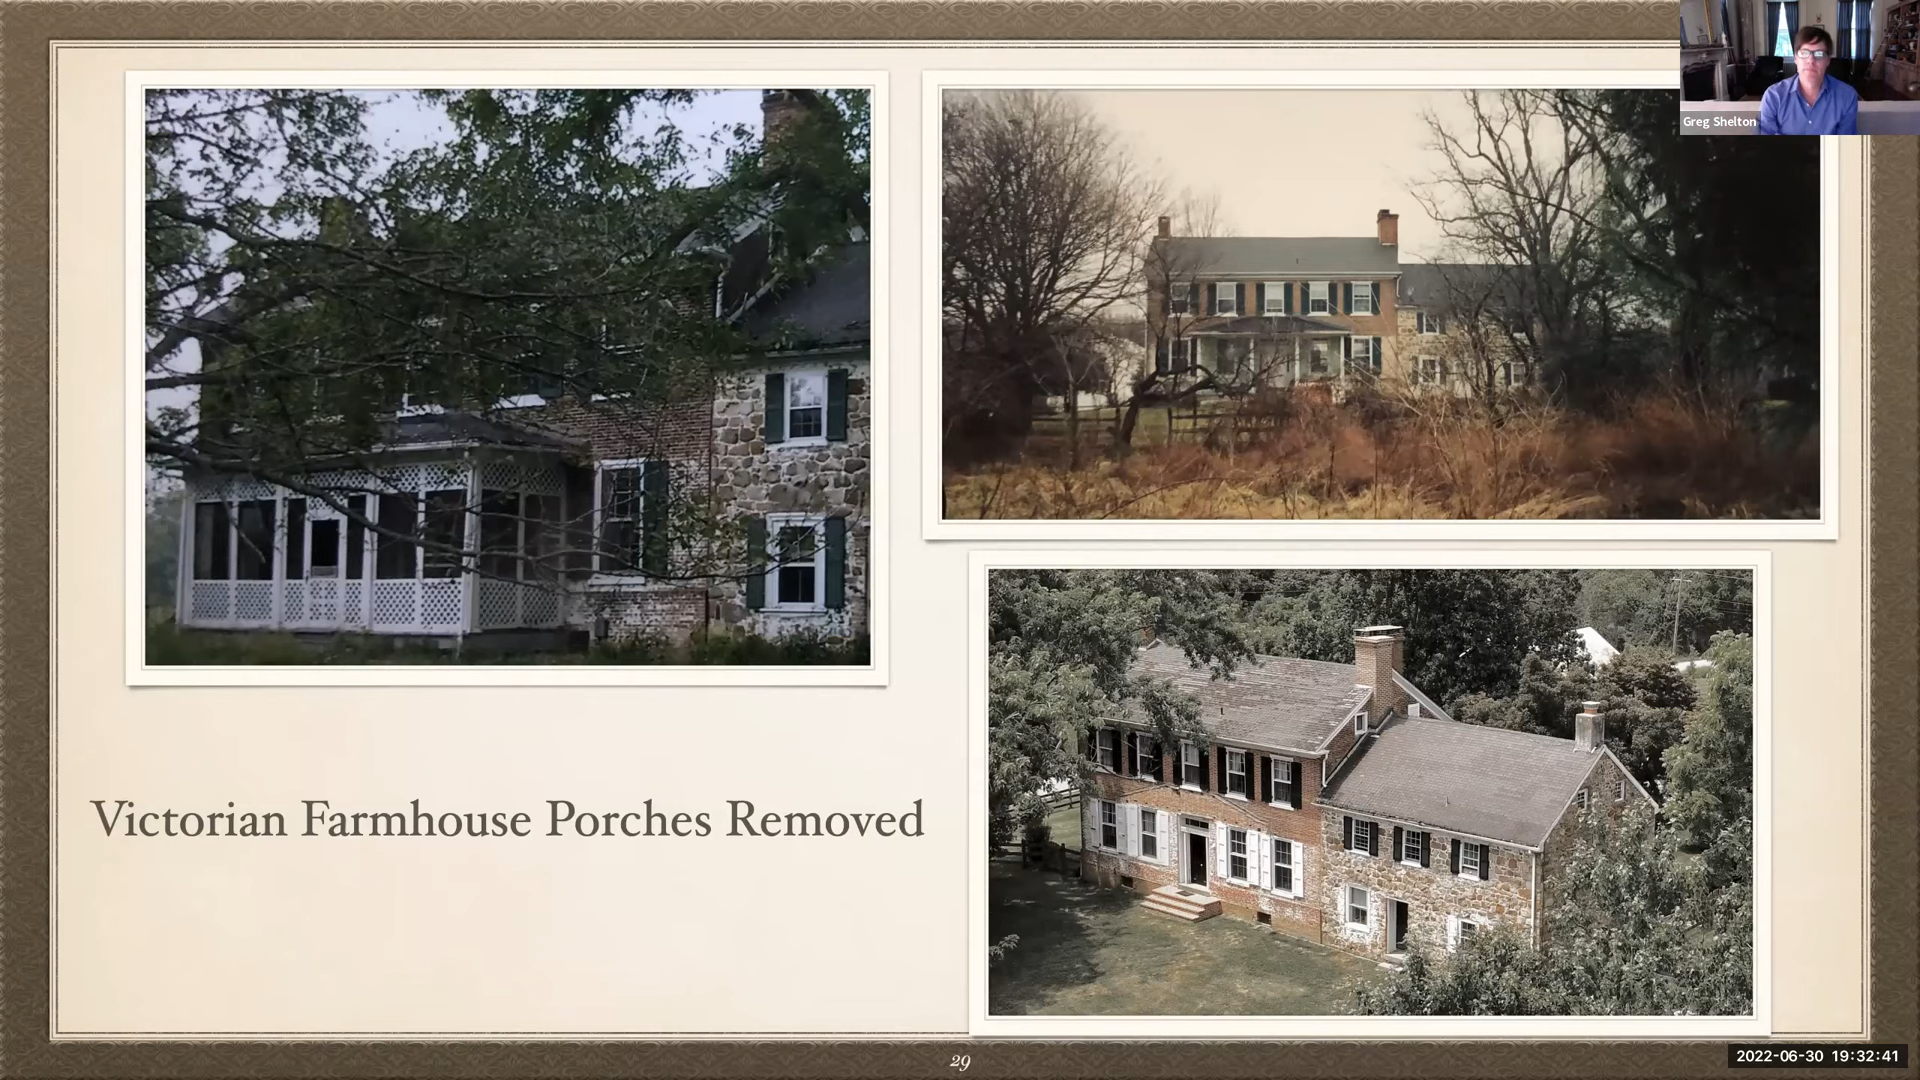 Greg Shelton
Victorian Farmhouse Porches Removed
29
2022-06-30 19:32:41